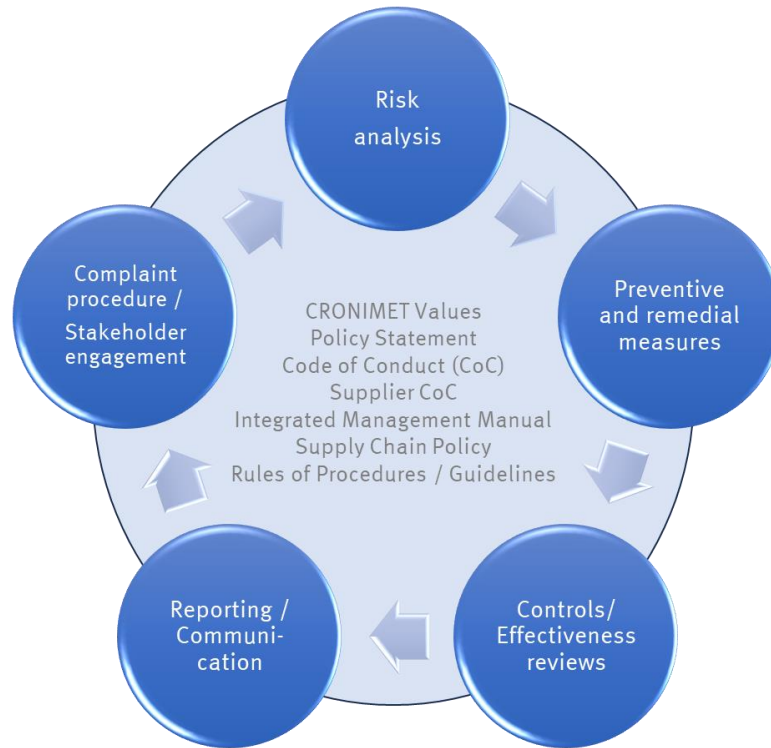 Risk
analysis
Preventive
and remedial
measures
Controls/
Effectiveness
reviews
Reporting /
Communi-
cation
Complaint
procedure /
Stakeholder
engagement
CRONIMET Values
Policy Statement
Code of Conduct (CoC)
Supplier CoC
Integrated Management Manual
Supply Chain Policy
Rules of Procedures / Guidelines